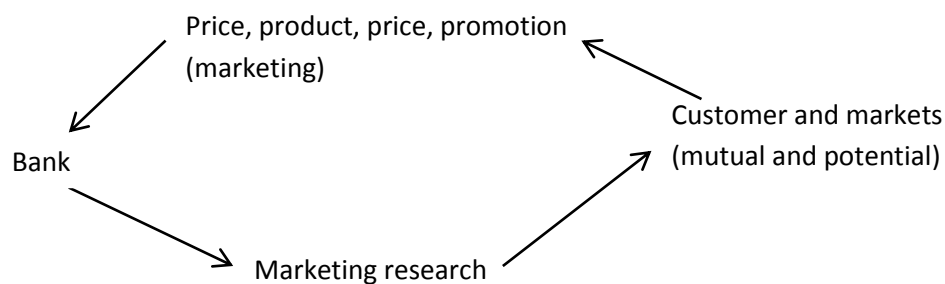 Price, product, price, promotion
(marketing)
Customer and markets
(mutual and potential)
Bank
Marketing research